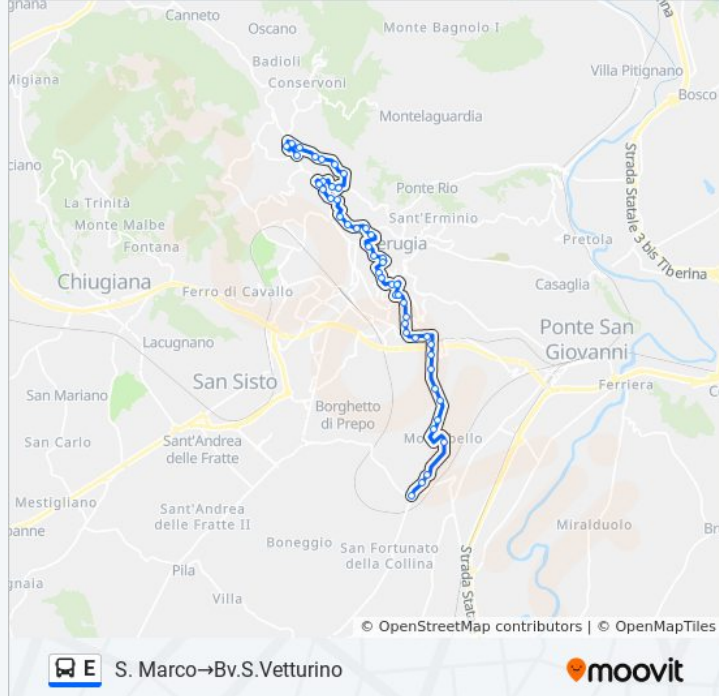 gnana
Canneto
Oscano
Monte Bagnolo I
Badioli
Conservoni
Migiana
Villa Pitignano
Bosco
Montelaguardia
ciano
La Trinità
Monte Malbe
Fontana
Ponte Rio
Sant'Erminio
Strada Statale 3 bis Tiberina
Pretola
erugia
Chiugiana
Ferro di Cavallo
Casaglia
Lacugnano
Ponte San
Giovanni
San Sisto
Ferriera
San Mariano
Borghetto
di Prepo
San Carlo
Sant'Andrea
delle Fratte
Mestigliano
Sant'Andrea
delle Fratte II
Miralduolo
Boneggio
San Fortunato
della Collina
Pila
Villa
gnaia
Strada Stat
© OpenStreetMap contributors | © OpenMapTiles
E S. Marco→Bv.S.Vetturino
moovit